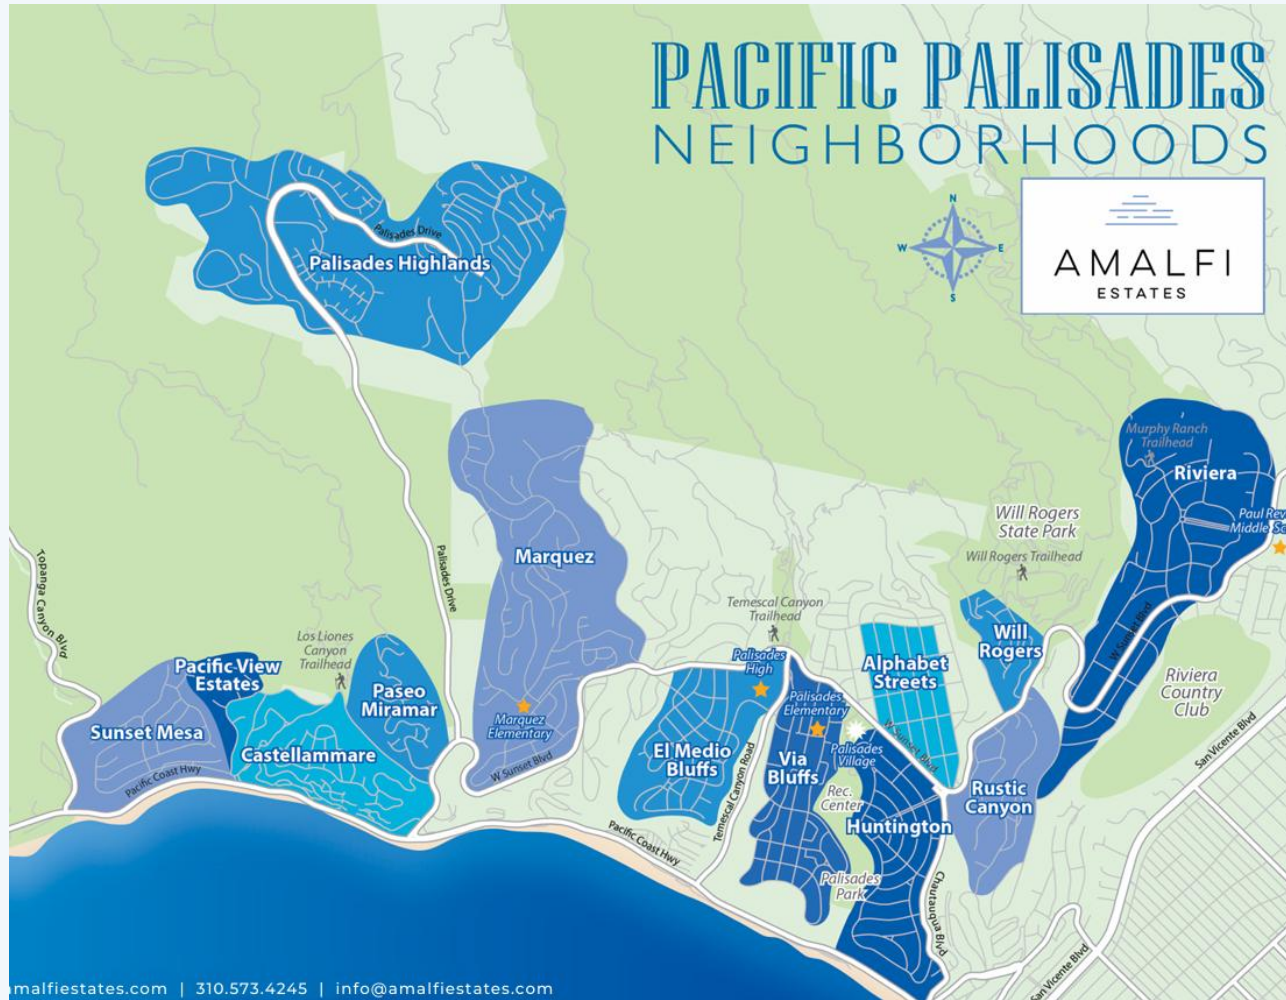 PACIFIC PALISADES
NEIGHBORHOODS
N
W
E
S
AMALFI
ESTATES
Palisades Drive
Palisades Highlands
Murphy Ranch
Trailhead
Riviera
Paul Rev
Middle Sc
Will Rogers
State Park
Will Rogers Trailhead
Marquez
Topanga Canyon Blvd
Palisades Drive
Temescal Canyon
Trailhead
Los Liones
Canyon
Trailhead
Pacific View
Estates
Paseo
Miramar
Palisades
High
Alphabet
Streets
Will
Rogers
W Sunset Blvd
Riviera
Country
Club
Sunset Mesa
Castellammare
Marquez
Elementary
Palisades
Elementary
El Medio
Bluffs
Via
Bluffs
Palisades
Village
W Sunset Blvd
San Vicente Blvd
Pacific Coast Hwy
W Sunset Blvd
Temescal Canyon Road
Rec.
Center
Huntington
Rustic
Canyon
Pacific Coast Hwy
Palisades
Park
Chautauqua Blvd
San Vicente Blvd
amalfiestates.com | 310.573.4245 | info@amalfiestates.com